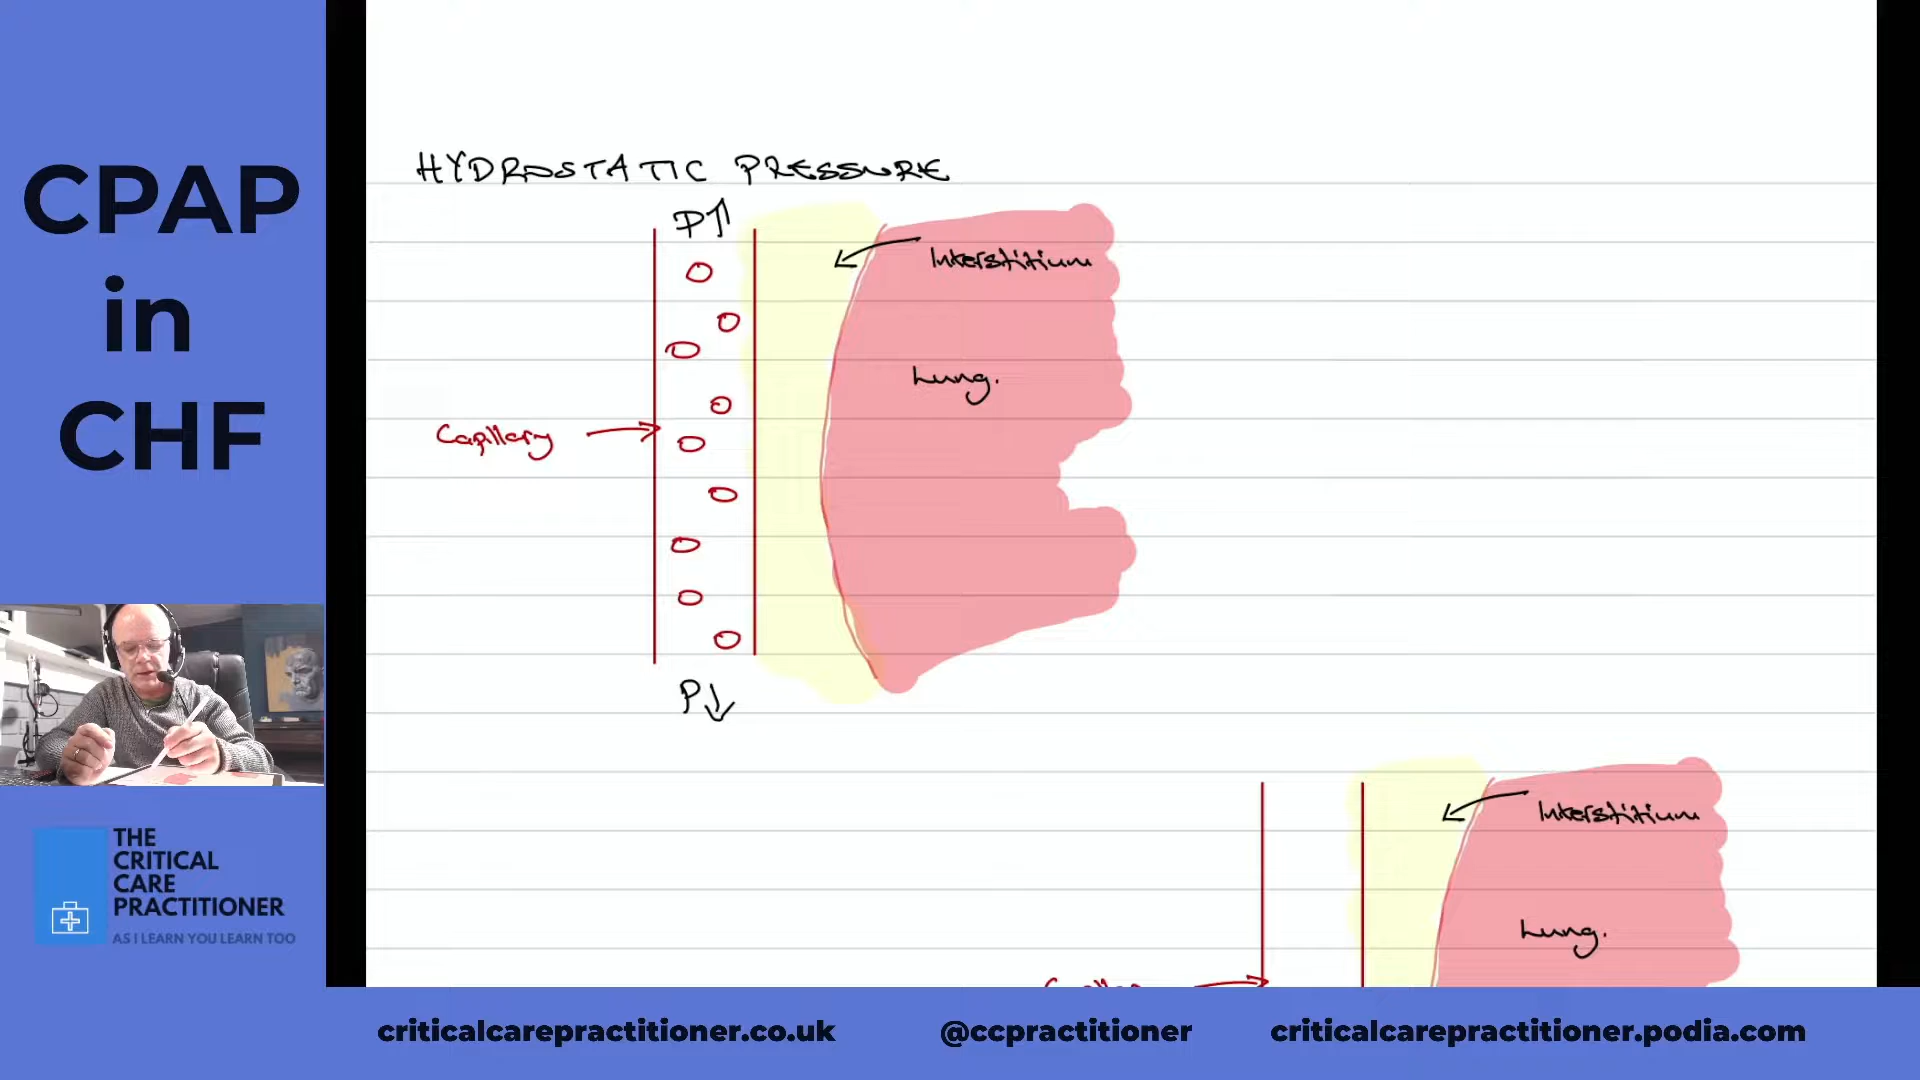 CPAP
in
CHF
HYDROSTATIC PRESSURE
P↑
Interstitium
Lung.
Capillary
P↓
Interstitium
Lung.
THE
CRITICAL
CARE
PRACTITIONER
AS I LEARN YOU LEARN TOO
criticalcarepractitioner.co.uk
@ccpractitioner
criticalcarepractitioner.podia.com